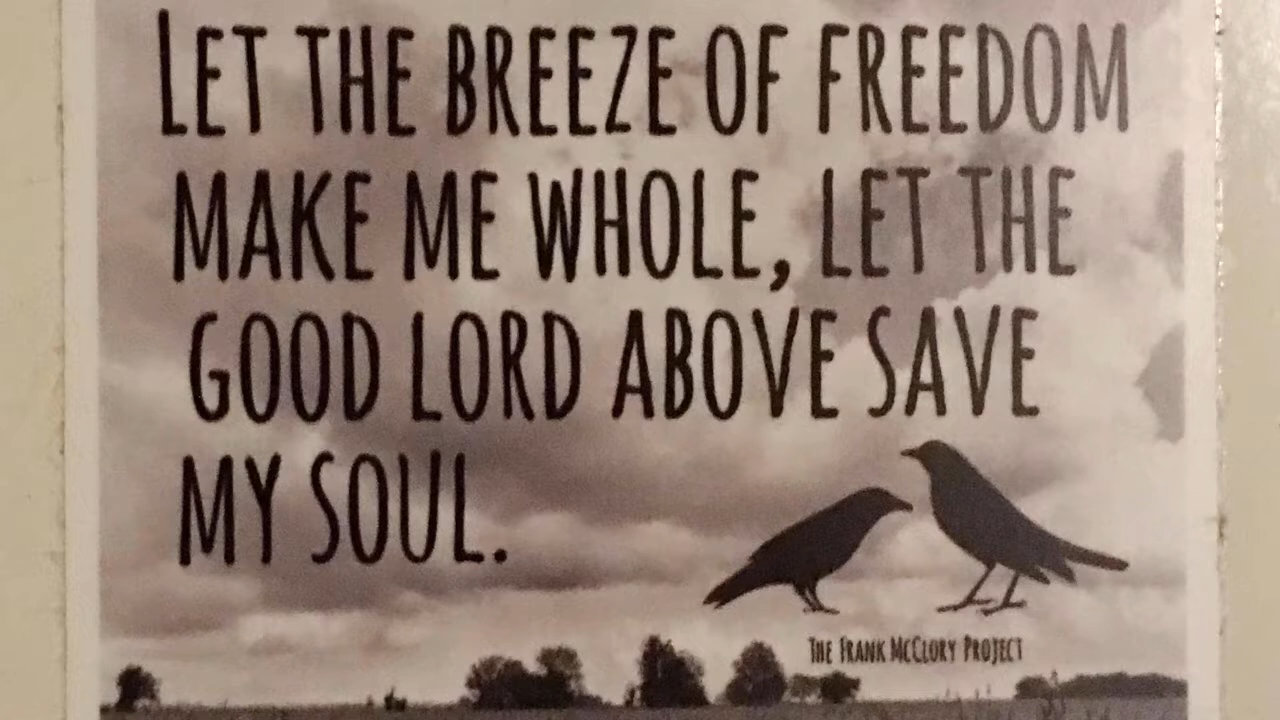 LET THE BREEZE OF FREEDOM
MAKE ME WHOLE, LET THE
GOOD LORD ABOVE SAVE
MY SOUL.
THE FRANK MCCLORY PROJECT